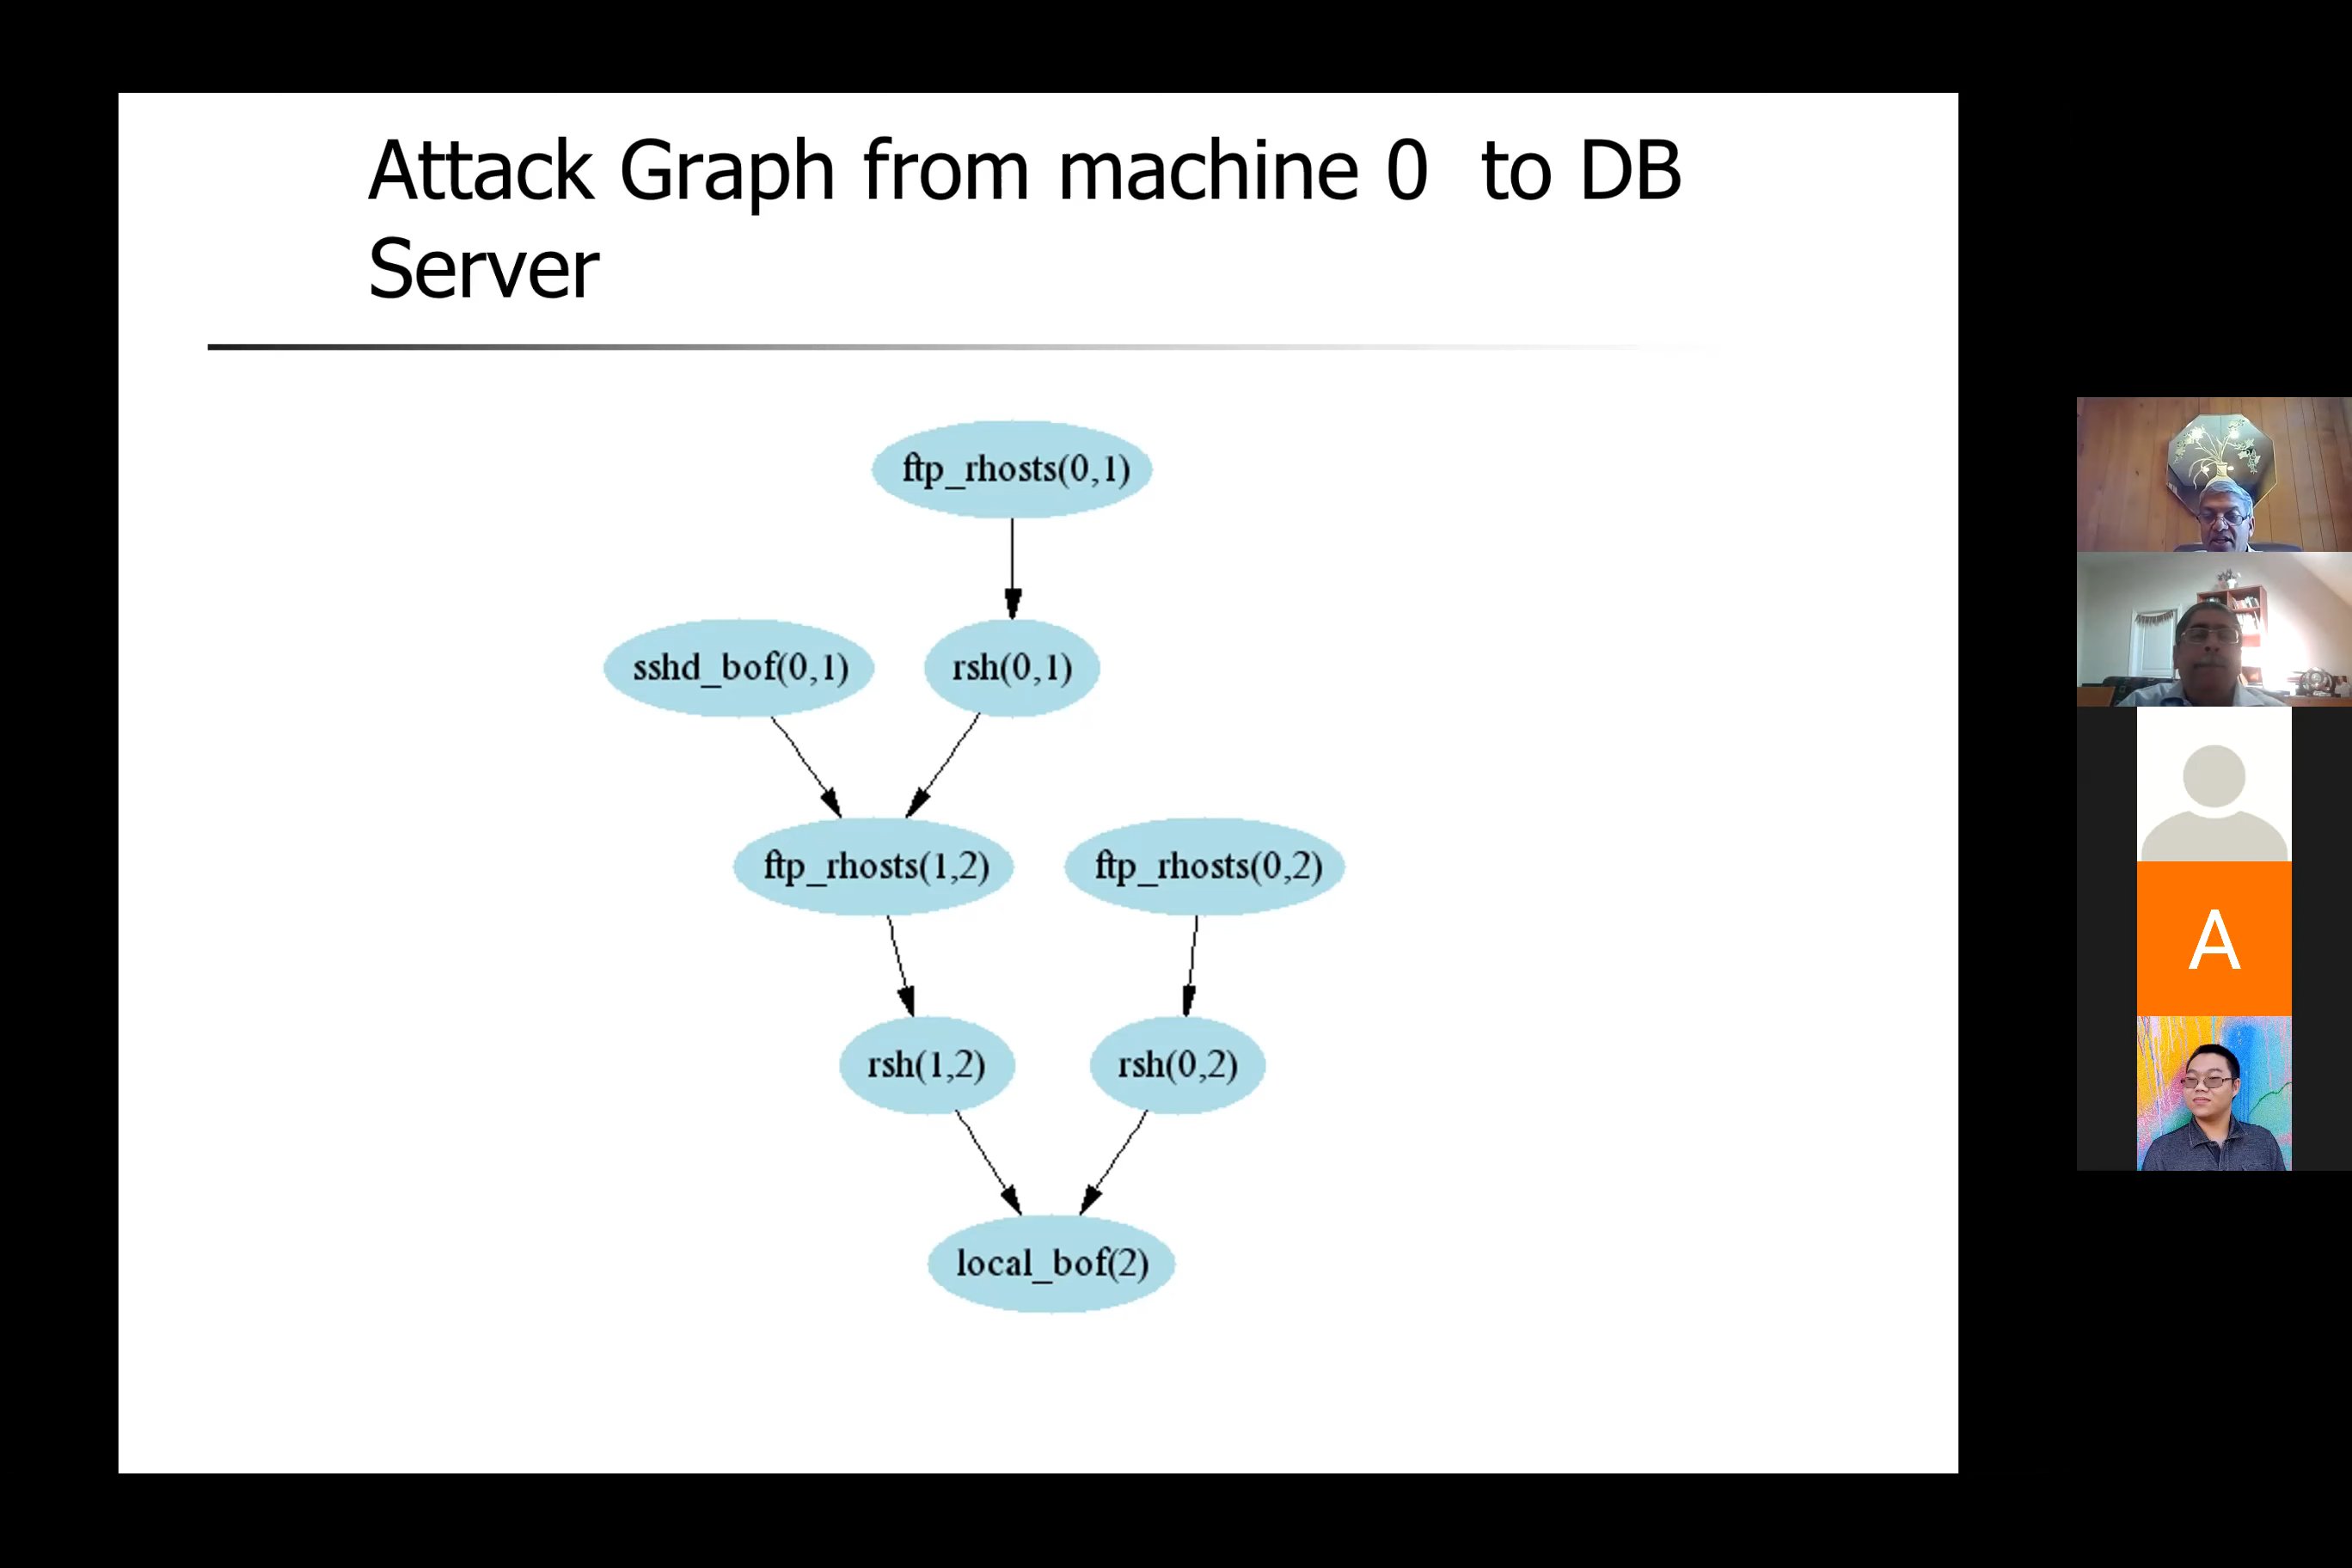 Attack Graph from machine 0  to DB
Server
ftp_rhosts(0,1)
sshd_bof(0,1)
rsh(0,1)
ftp_rhosts(1,2)
ftp_rhosts(0,2)
rsh(1,2)
rsh(0,2)
local_bof(2)
A